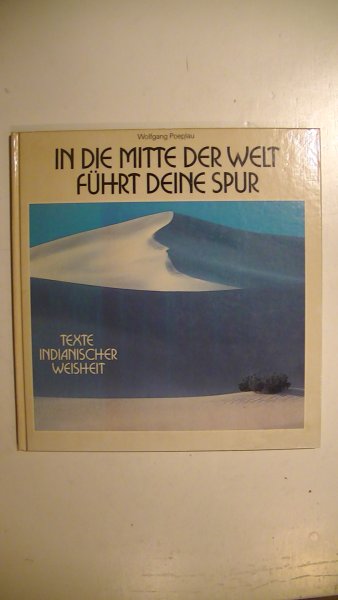 Wolfgang Poeplau
IN DIE MITTE DER WELT
FÜHRT DEINE SPUR
TEXTE
INDIANISCHER
WEISHEIT